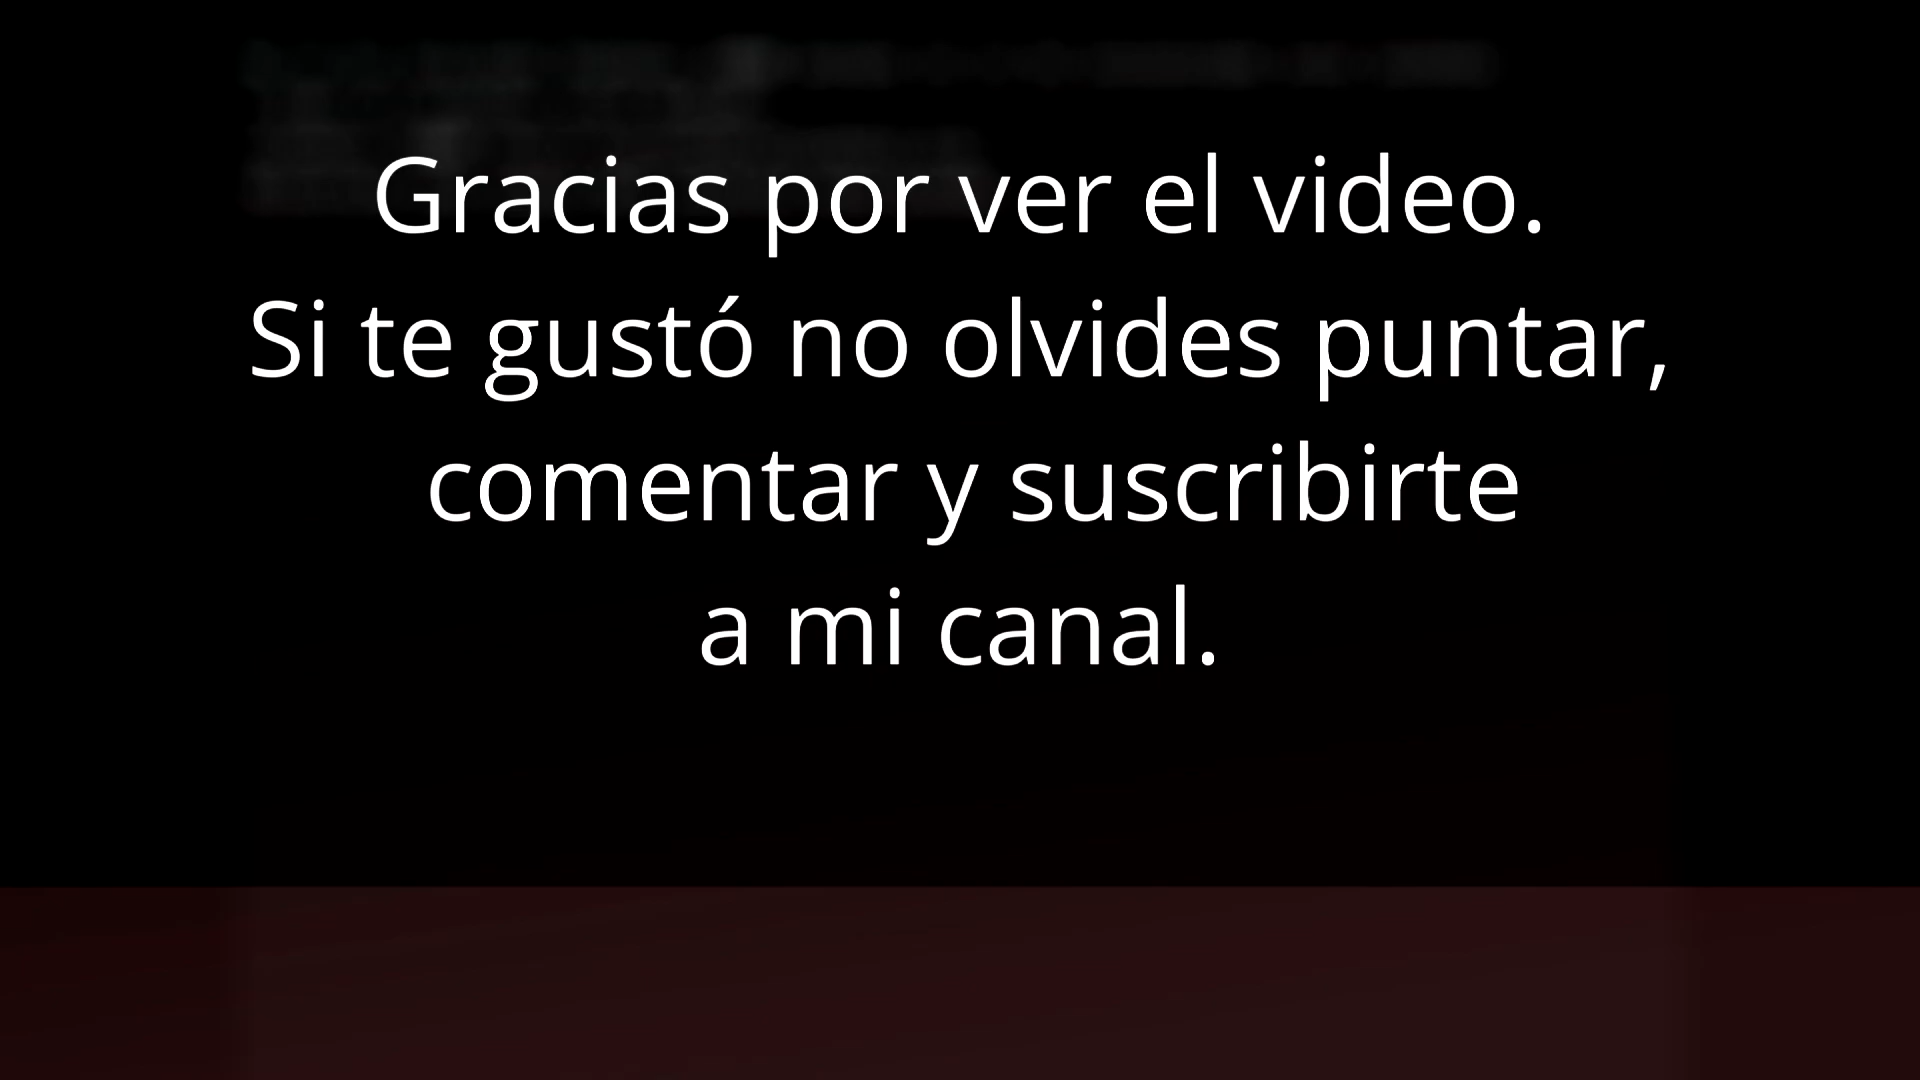 Gracias por ver el video.
Si te gustó no olvides puntar,
comentar y suscribirte
a mi canal.